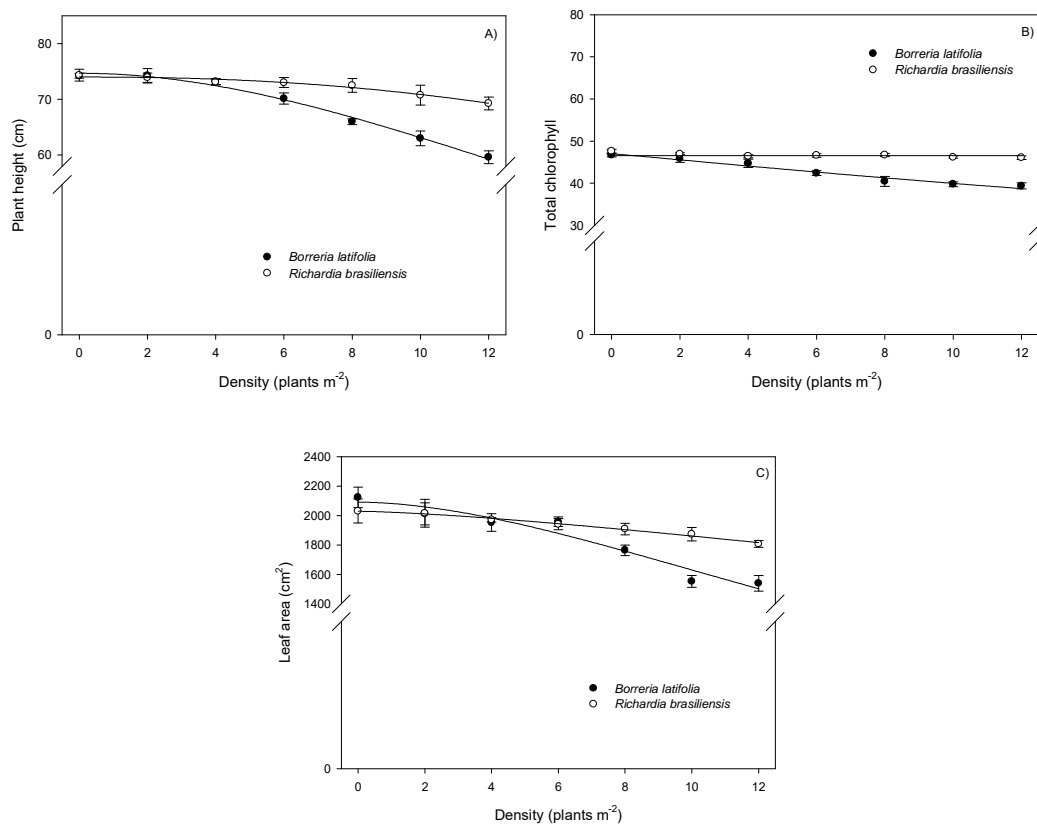 A)
80
70
60
0
Plant height (cm)
Borreria latifolia
Richardia brasiliensis
0 2 4 6 8 10 12
Density (plants m⁻²)
B)
80
70
60
50
40
30
0
Total chlorophyll
Borreria latifolia
Richardia brasiliensis
0 2 4 6 8 10 12
Density (plants m⁻²)
C)
2400
2200
2000
1800
1600
1400
0
Leaf area (cm²)
Borreria latifolia
Richardia brasiliensis
0 2 4 6 8 10 12
Density (plants m⁻²)